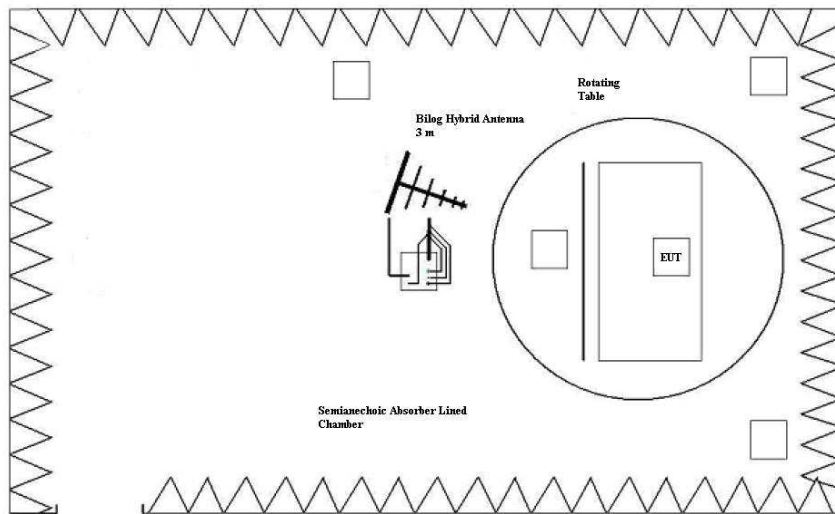 Rotating
Table
Bilog Hybrid Antenna
3 m
EUT
Semianechoic Absorber Lined
Chamber